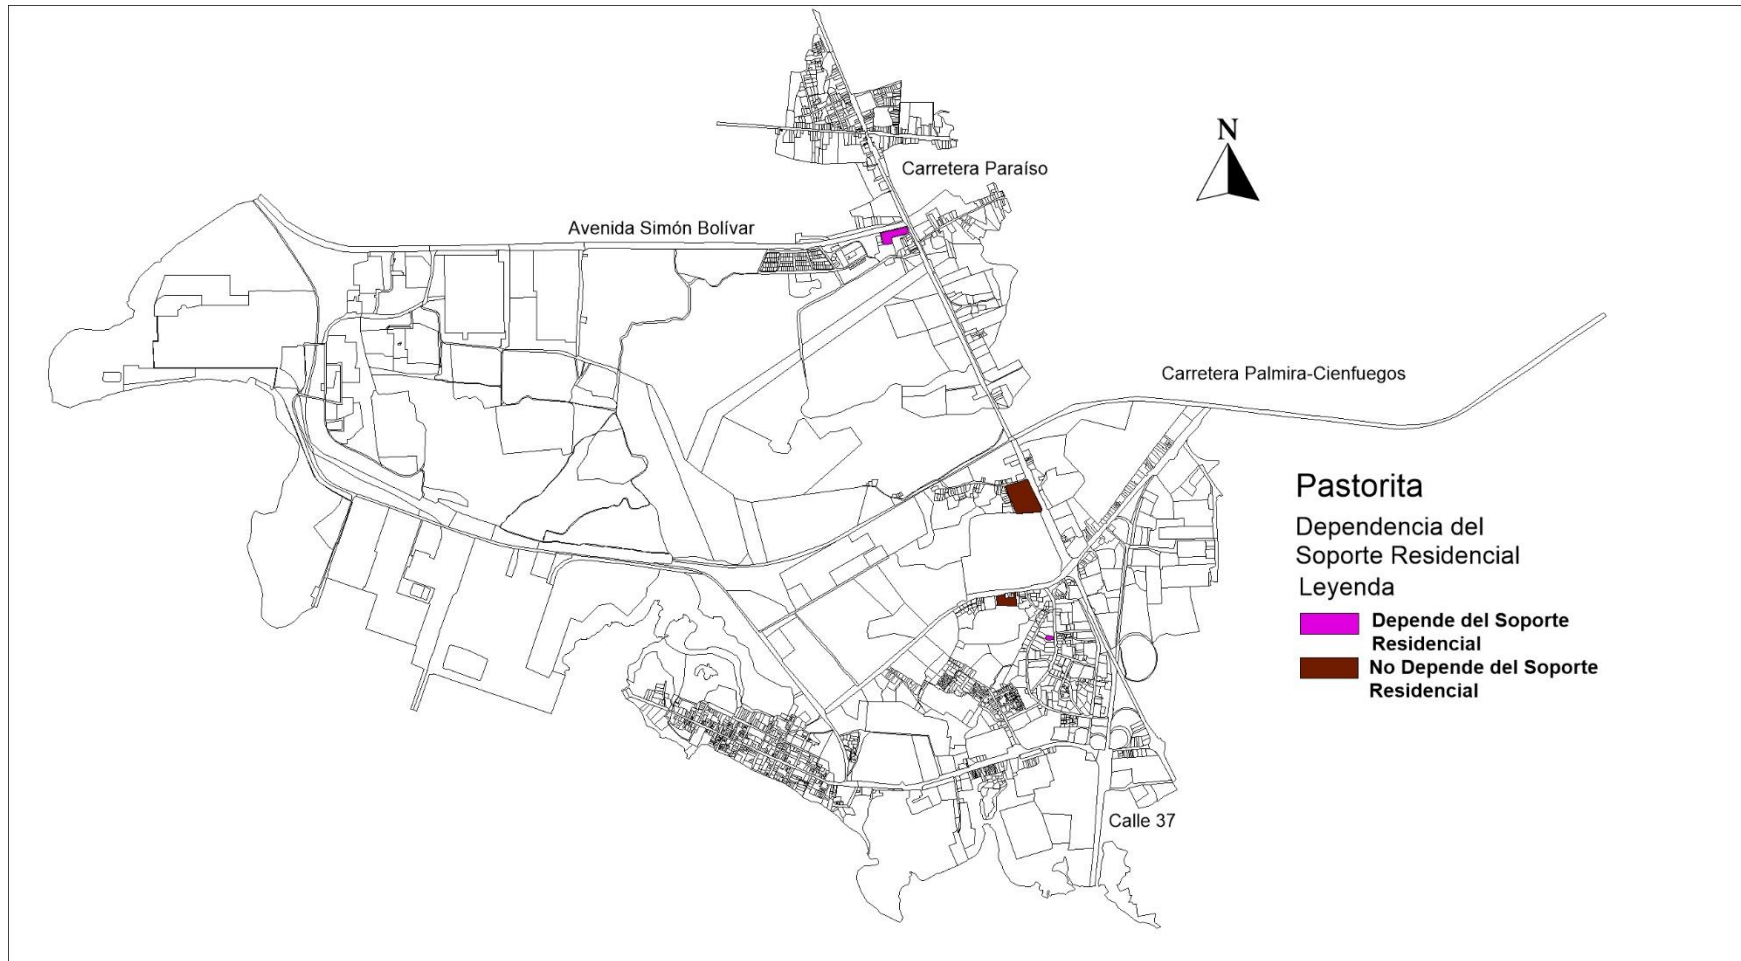 N
Carretera Paraíso
Avenida Simón Bolívar
Carretera Palmira-Cienfuegos
Pastorita
Dependencia del
Soporte Residencial
Leyenda
Depende del Soporte
Residencial
No Depende del Soporte
Residencial
Calle 37